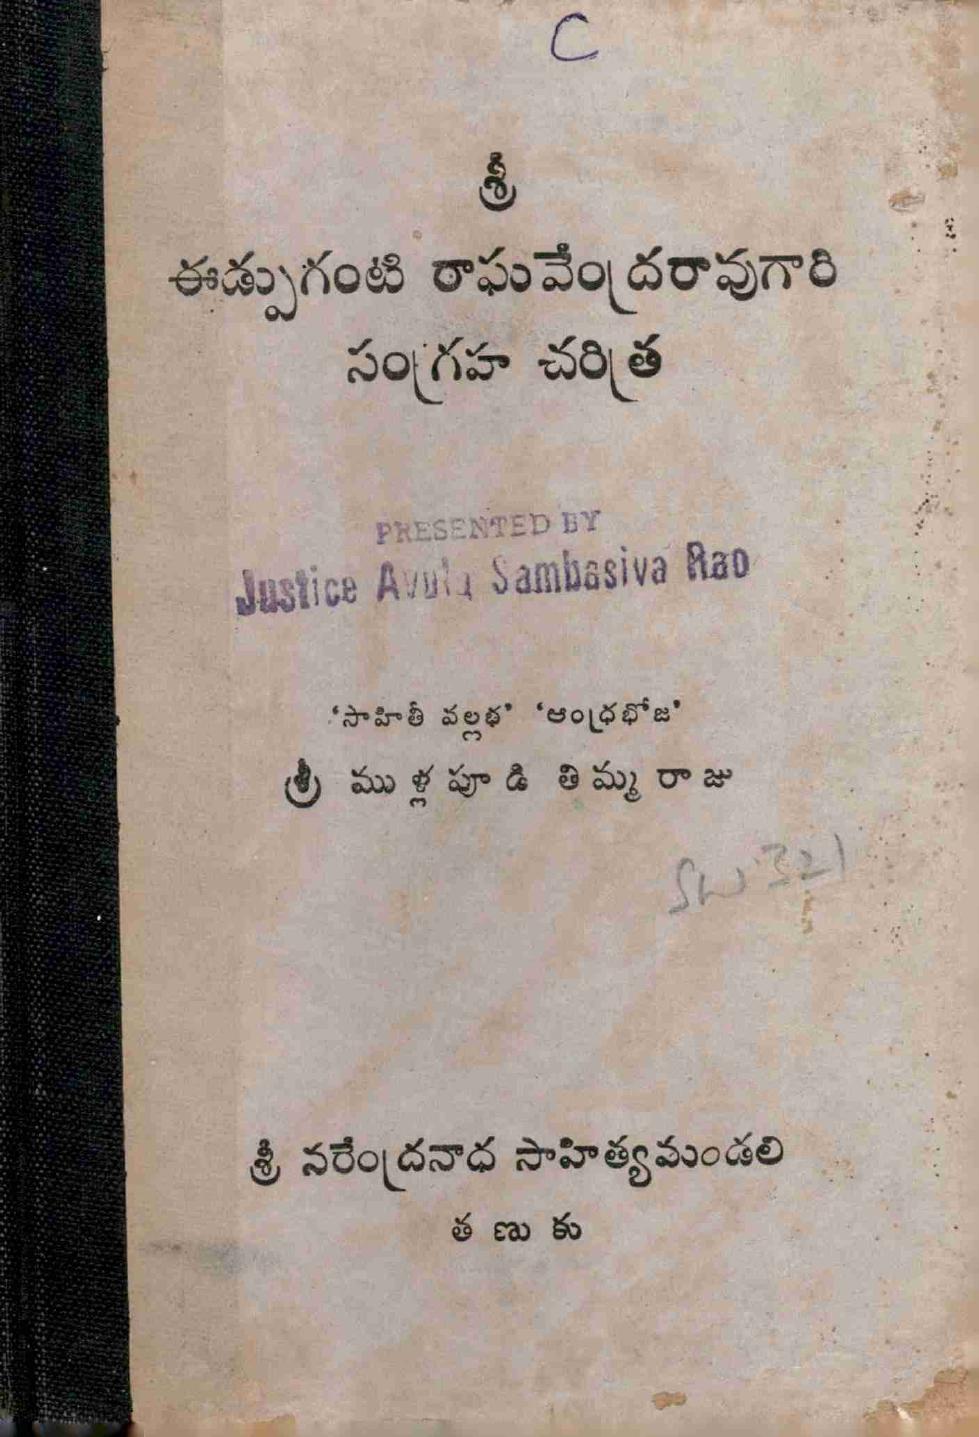 C
శ్రీ
ఈడ్పుగంటి రాఘవేంద్రరావుగారి
సంగ్రహ చరిత్ర
PRESENTED BY
Justice Avula Sambasiva Rao
'సాహితీ వల్లభ' 'ఆంధ్రభోజ'
శ్రీ ముళ్లపూడి తిమ్మరాజు
321
శ్రీ నరేంద్రనాధ సాహిత్యమండలి
తణుకు